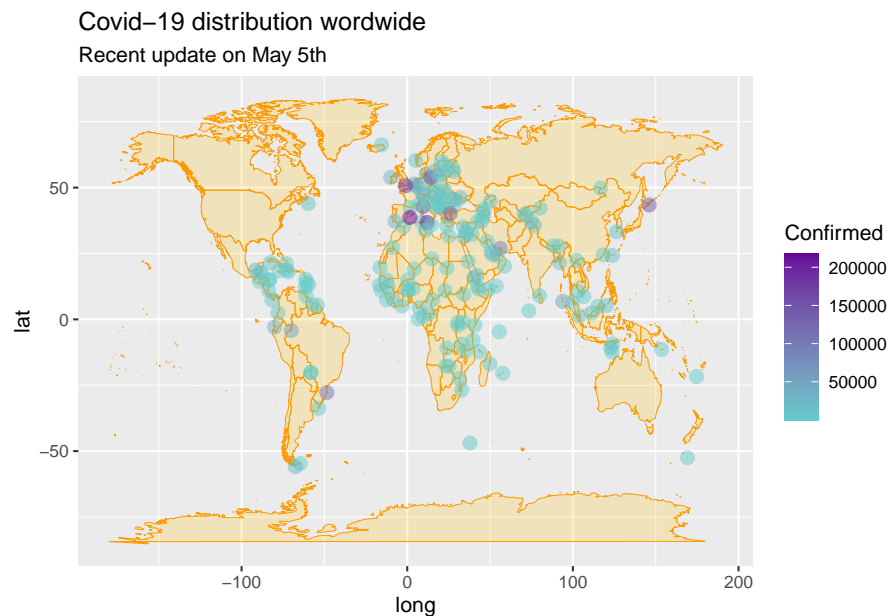 Covid−19 distribution wordwide
Recent update on May 5th
50
0
−50
lat
−100
0
100
200
long
Confirmed
200000
150000
100000
50000